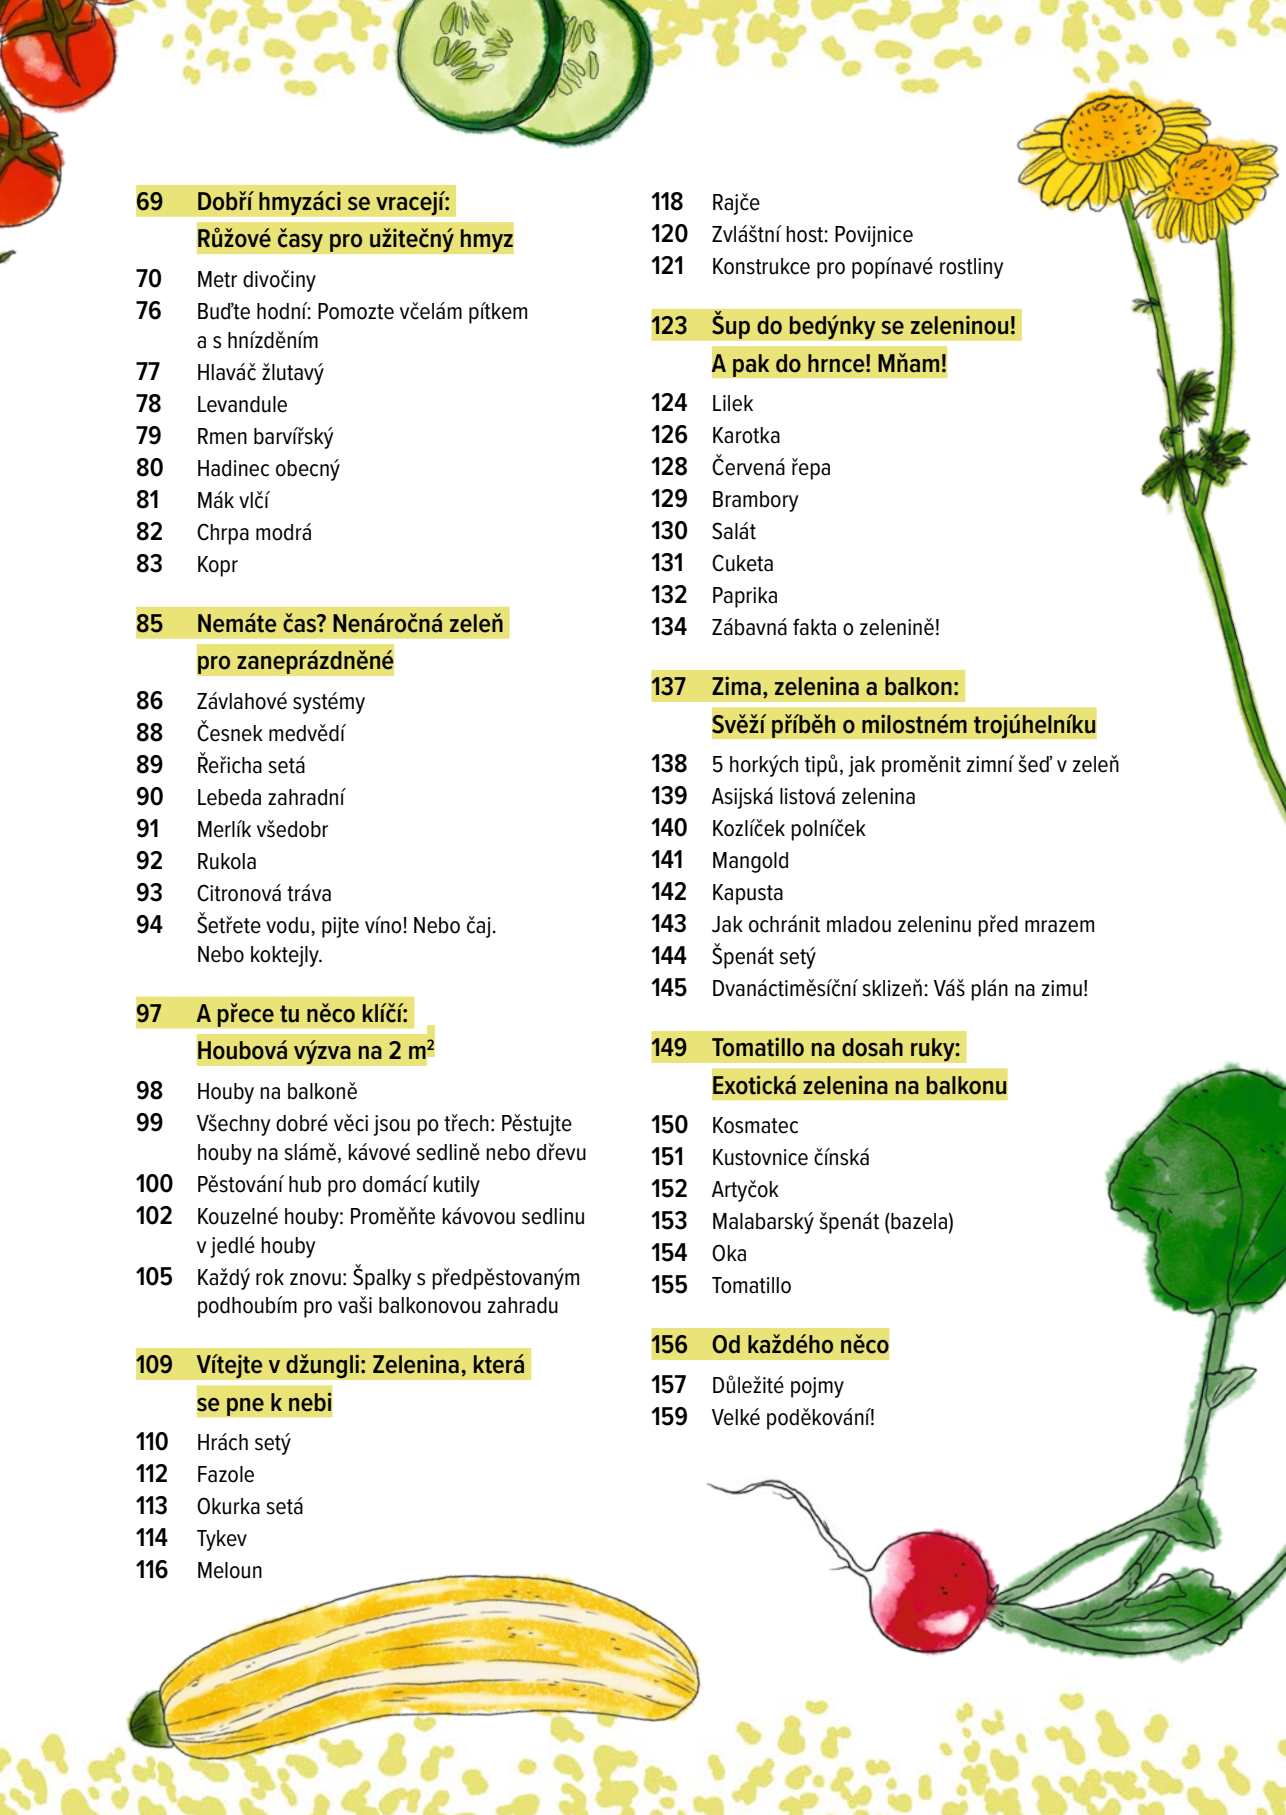 69 Dobří hmyzáci se vracejí:
Růžové časy pro užitečný hmyz
70 Metr divočiny
76 Buďte hodní: Pomozte včelám pítkem
a s hnízděním
77 Hlaváč žlutavý
78 Levandule
79 Rmen barvířský
80 Hadinec obecný
81 Mák vlčí
82 Chrpa modrá
83 Kopr
85 Nemáte čas? Nenáročná zeleň
pro zaneprázdněné
86 Závlahové systémy
88 Česnek medvědí
89 Řeřicha setá
90 Lebeda zahradní
91 Merlík všedobr
92 Rukola
93 Citronová tráva
94 Šetřete vodu, pijte víno! Nebo čaj.
Nebo koktejly.
97 A přece tu něco klíčí:
Houbová výzva na 2 m²
98 Houby na balkoně
99 Všechny dobré věci jsou po třech: Pěstujte
houby na slámě, kávové sedlině nebo dřevu
100 Pěstování hub pro domácí kutily
102 Kouzelné houby: Proměňte kávovou sedlinu
v jedlé houby
105 Každý rok znovu: Špalky s předpěstovaným
podhoubím pro vaši balkonovou zahradu
109 Vítejte v džungli: Zelenina, která
se pne k nebi
110 Hrách setý
112 Fazole
113 Okurka setá
114 Tykev
116 Meloun
118 Rajče
120 Zvláštní host: Povijnice
121 Konstrukce pro popínavé rostliny
123 Šup do bedýnky se zeleninou!
A pak do hrnce! Mňam!
124 Lilek
126 Karotka
128 Červená řepa
129 Brambory
130 Salát
131 Cuketa
132 Paprika
134 Zábavná fakta o zelenině!
137 Zima, zelenina a balkon:
Svěží příběh o milostném trojúhelníku
138 5 horkých tipů, jak proměnit zimní šeď v zeleň
139 Asijská listová zelenina
140 Kozlíček polníček
141 Mangold
142 Kapusta
143 Jak ochránit mladou zeleninu před mrazem
144 Špenát setý
145 Dvanáctiměsíční sklizeň: Váš plán na zimu!
149 Tomatillo na dosah ruky:
Exotická zelenina na balkonu
150 Kosmatec
151 Kustovnice čínská
152 Artyčok
153 Malabarský špenát (bazela)
154 Oka
155 Tomatillo
156 Od každého něco
157 Důležité pojmy
159 Velké poděkování!